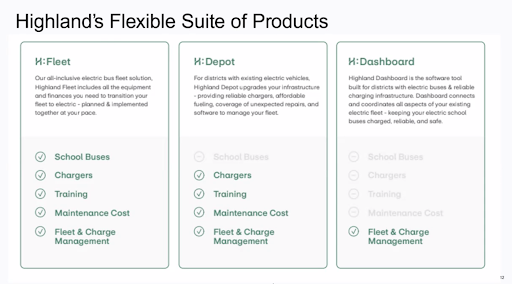 Highland's Flexible Suite of Products
H:Fleet
Our all-inclusive electric bus fleet solution,
Highland Fleet includes all the equipment
and finances you need to transition your
fleet to electric - planned & implemented
together at your pace.
School Buses
Chargers
Training
Maintenance Cost
Fleet & Charge
Management
H:Depot
For districts with existing electric vehicles,
Highland Depot upgrades your infrastructure
- providing reliable chargers, affordable
fueling, coverage of unexpected repairs, and
software to manage your fleet.
School Buses
Chargers
Training
Maintenance Cost
Fleet & Charge
Management
H:Dashboard
Highland Dashboard is the software tool
built for districts with electric buses & reliable
charging infrastructure. Dashboard connects
and coordinates all aspects of your existing
electric fleet - keeping your electric school
buses charged, reliable, and safe.
School Buses
Chargers
Training
Maintenance Cost
Fleet & Charge
Management
12